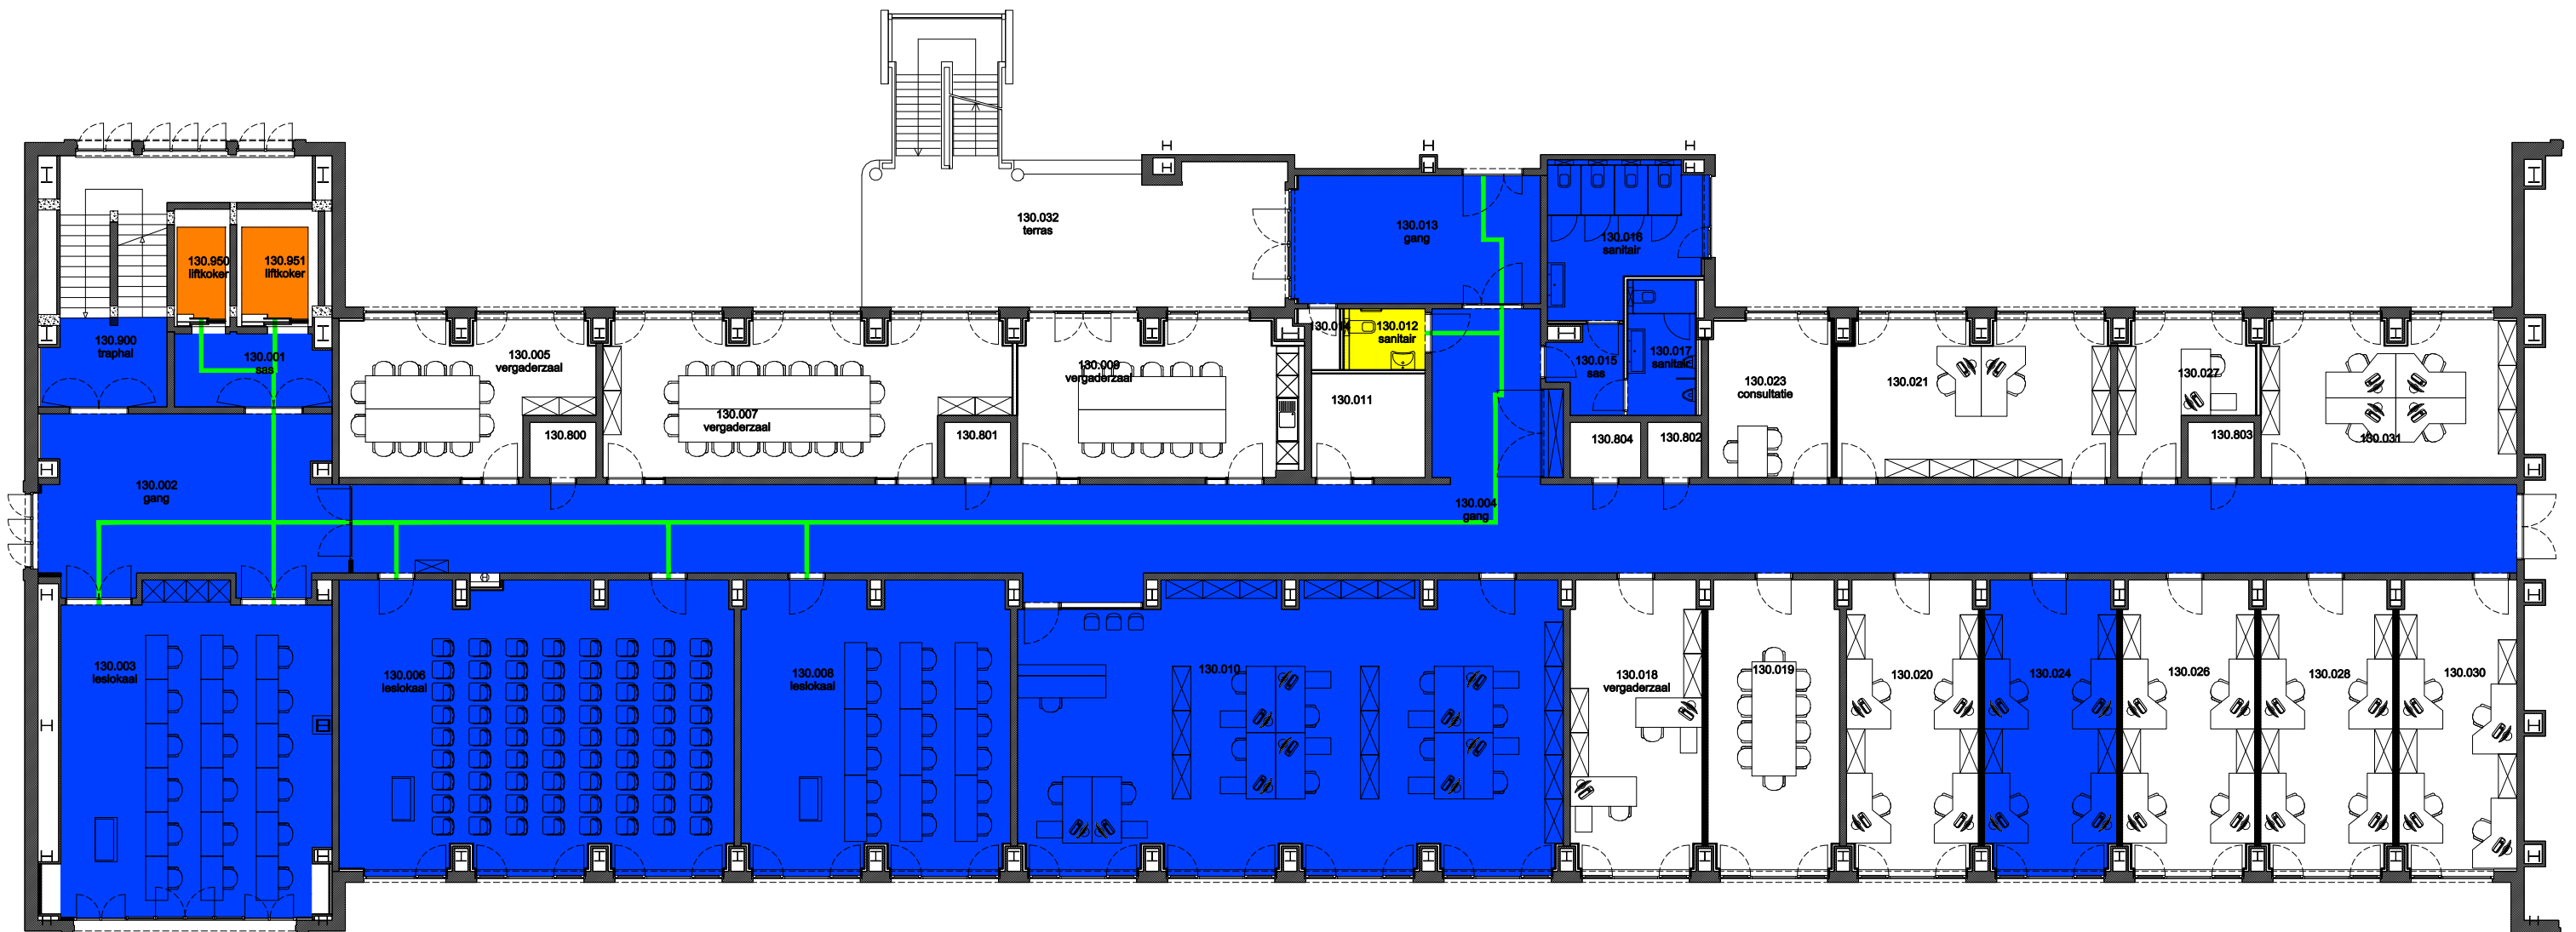 130.032
terras
130.013
gang
130.016
sanitair
130.950
liftkoker
130.951
liftkoker
130.900
traphal
130.001
sas
130.005
vergaderzaal
130.007
vergaderzaal
130.009
vergaderzaal
130.014
130.012
sanitair
130.011
130.015
sas
130.017
sanitair
130.023
consultatie
130.021
130.027
130.031
130.800
130.801
130.804
130.802
130.803
130.002
gang
130.004
gang
130.003
leslokaal
130.006
leslokaal
130.008
leslokaal
130.010
130.018
vergaderzaal
130.019
130.020
130.024
130.026
130.028
130.030